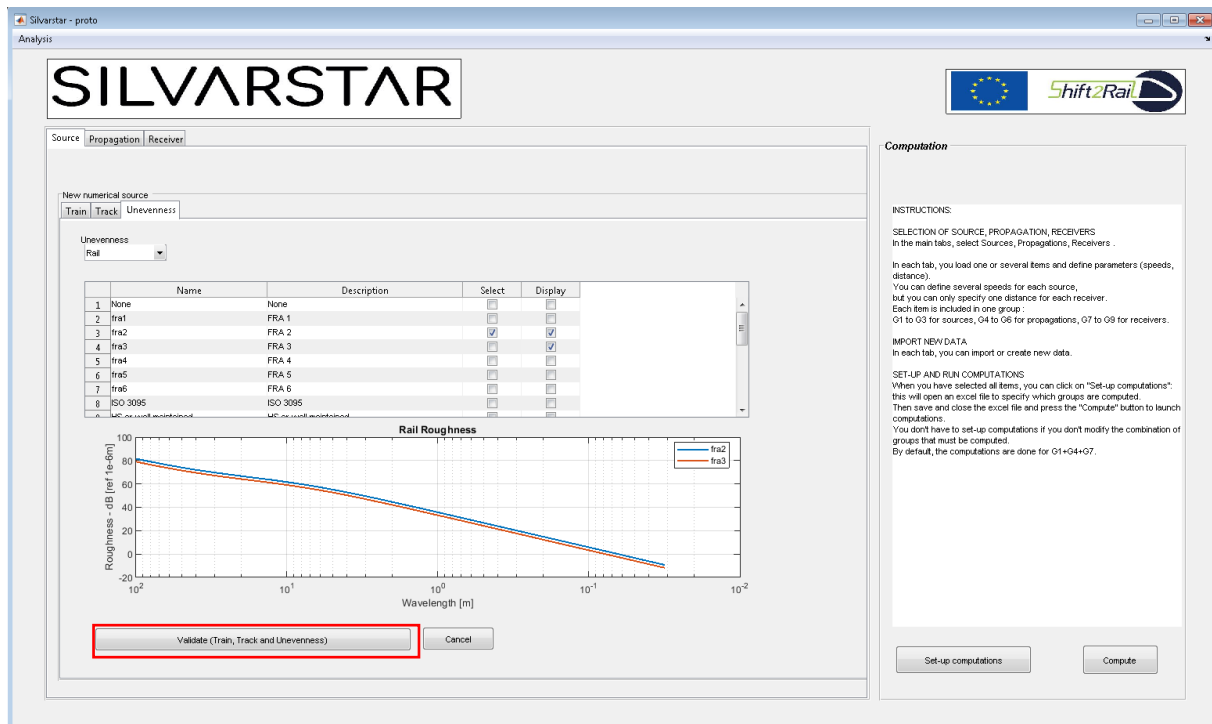 Silvarstar - proto
Analysis
SILVARSTAR
Shift2Rail
Source Propagation Receiver
New numerical source
Train Track Unevenness
Unevenness
Rail
Name Description Select Display
1 None None
2 fra1 FRA 1
3 fra2 FRA 2
4 fra3 FRA 3
5 fra4 FRA 4
6 fra5 FRA 5
7 fra6 FRA 6
8 ISO 3095 ISO 3095
Rail Roughness
Roughness - dB [ref 1e-6m]
100
80
60
40
20
0
-20
fra2
fra3
10² 10¹ 10⁰ 10⁻¹ 10⁻²
Wavelength [m]
Validate (Train, Track and Unevenness) Cancel
Computation
INSTRUCTIONS:
SELECTION OF SOURCE, PROPAGATION, RECEIVERS
In the main tabs, select Sources, Propagations, Receivers .
In each tab, you load one or several items and define parameters (speeds,
distance).
You can define several speeds for each source,
but you can only specify one distance for each receiver.
Each item is included in one group :
G1 to G3 for sources, G4 to G6 for propagations, G7 to G9 for receivers.
IMPORT NEW DATA
In each tab, you can import or create new data.
SET-UP AND RUN COMPUTATIONS
When you have selected all items, you can click on "Set-up computations":
this will open an excel file to specify which groups are computed.
Then save and close the excel file and press the "Compute" button to launch
computations.
You don't have to set-up computations if you don't modify the combination of
groups that must be computed.
By default, the computations are done for G1+G4+G7.
Set-up computations Compute